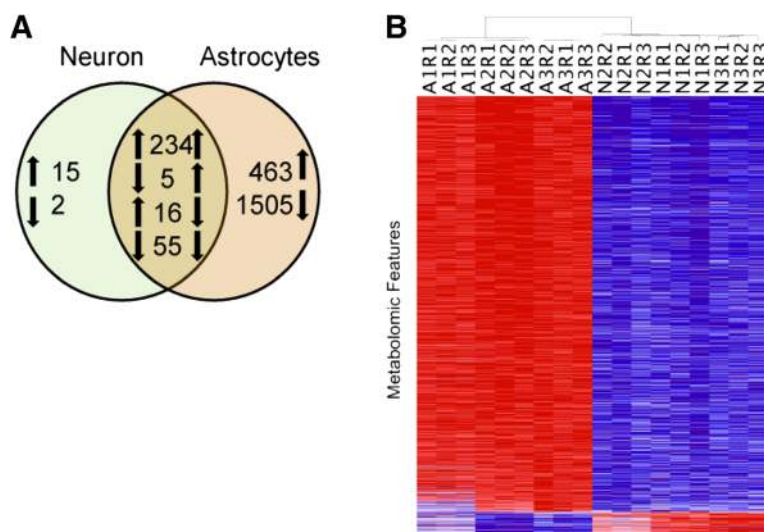 A
Neuron Astrocytes
234
15 5 463
2 16 1505
55
B
A1R1 A1R2 A1R3 A2R1 A2R2 A2R3 A3R2 A3R1 A3R3 N2R2 N2R1 N2R3 N1R1 N1R2 N1R3 N3R1 N3R2 N3R3
Metabolomic Features